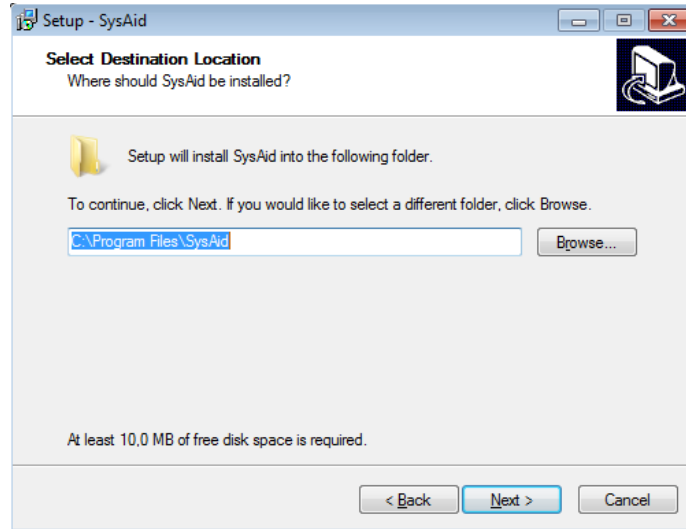 Setup - SysAid
Select Destination Location
Where should SysAid be installed?
Setup will install SysAid into the following folder.
To continue, click Next. If you would like to select a different folder, click Browse.
C:\Program Files\SysAid
Browse...
At least 10,0 MB of free disk space is required.
< Back
Next >
Cancel